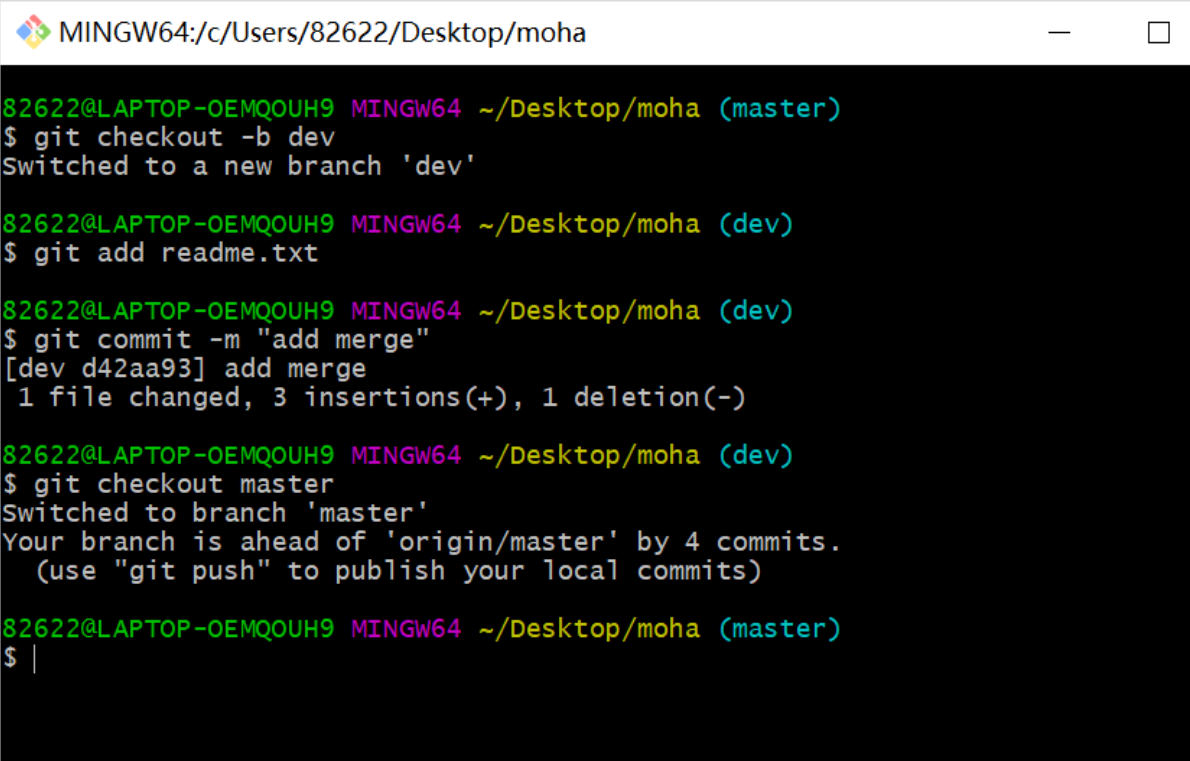 MINGW64:/c/Users/82622/Desktop/moha
82622@LAPTOP-OEMQOUH9 MINGW64 ~/Desktop/moha (master)
$ git checkout -b dev
Switched to a new branch 'dev'
82622@LAPTOP-OEMQOUH9 MINGW64 ~/Desktop/moha (dev)
$ git add readme.txt
82622@LAPTOP-OEMQOUH9 MINGW64 ~/Desktop/moha (dev)
$ git commit -m "add merge"
[dev d42aa93] add merge
 1 file changed, 3 insertions(+), 1 deletion(-)
82622@LAPTOP-OEMQOUH9 MINGW64 ~/Desktop/moha (dev)
$ git checkout master
Switched to branch 'master'
Your branch is ahead of 'origin/master' by 4 commits.
  (use "git push" to publish your local commits)
82622@LAPTOP-OEMQOUH9 MINGW64 ~/Desktop/moha (master)
$